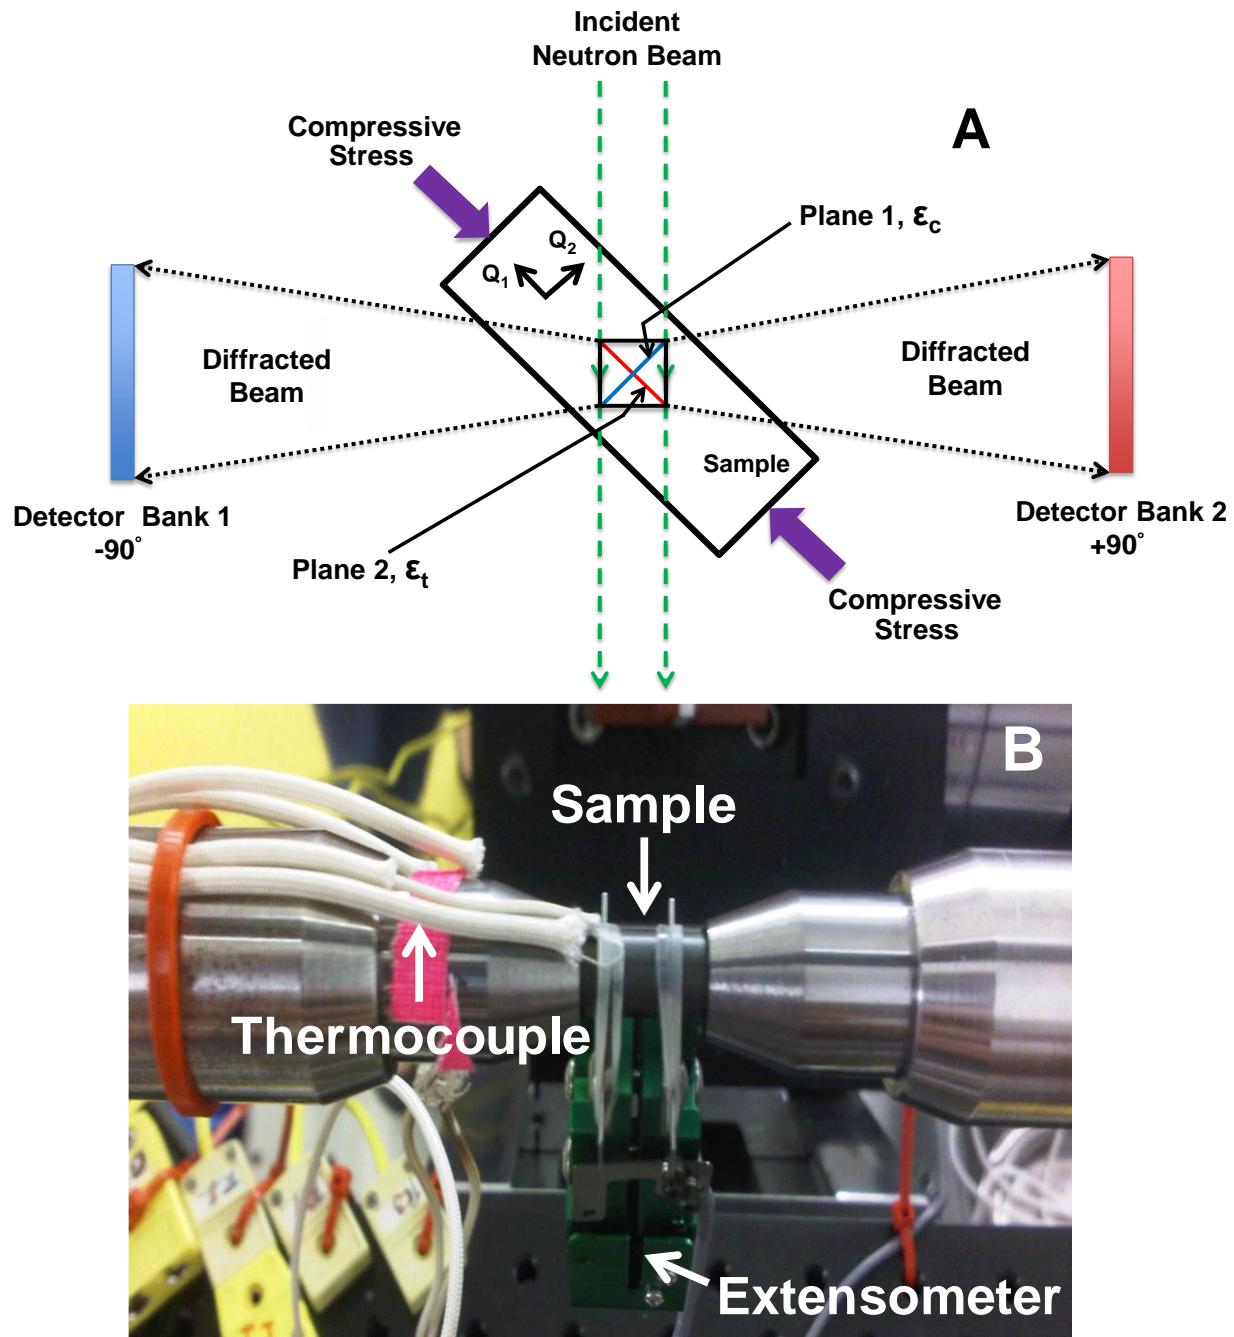 Incident
Neutron Beam
A
Compressive
Stress
Plane 1, εc
Q2
Q1
Diffracted
Beam
Diffracted
Beam
Sample
Detector Bank 1
-90°
Detector Bank 2
+90°
Plane 2, εt
Compressive
Stress
B
Sample
Thermocouple
Extensometer